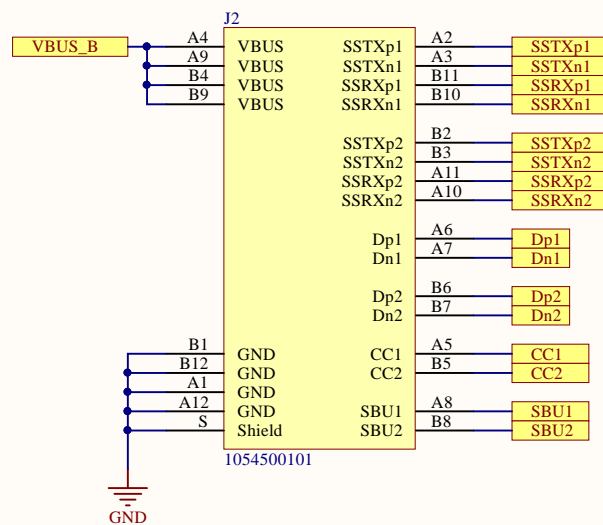 J2
VBUS_B A4 VBUS SSTXp1 A2 SSTXp1
A9 VBUS SSTXn1 A3 SSTXn1
B4 VBUS SSRXp1 B11 SSRXp1
B9 VBUS SSRXn1 B10 SSRXn1
SSTXp2 B2 SSTXp2
SSTXn2 B3 SSTXn2
SSRXp2 A11 SSRXp2
SSRXn2 A10 SSRXn2
Dp1 A6 Dp1
Dn1 A7 Dn1
Dp2 B6 Dp2
Dn2 B7 Dn2
B1 GND CC1 A5 CC1
B12 GND CC2 B5 CC2
A1 GND
A12 GND SBU1 A8 SBU1
S Shield SBU2 B8 SBU2
1054500101
GND